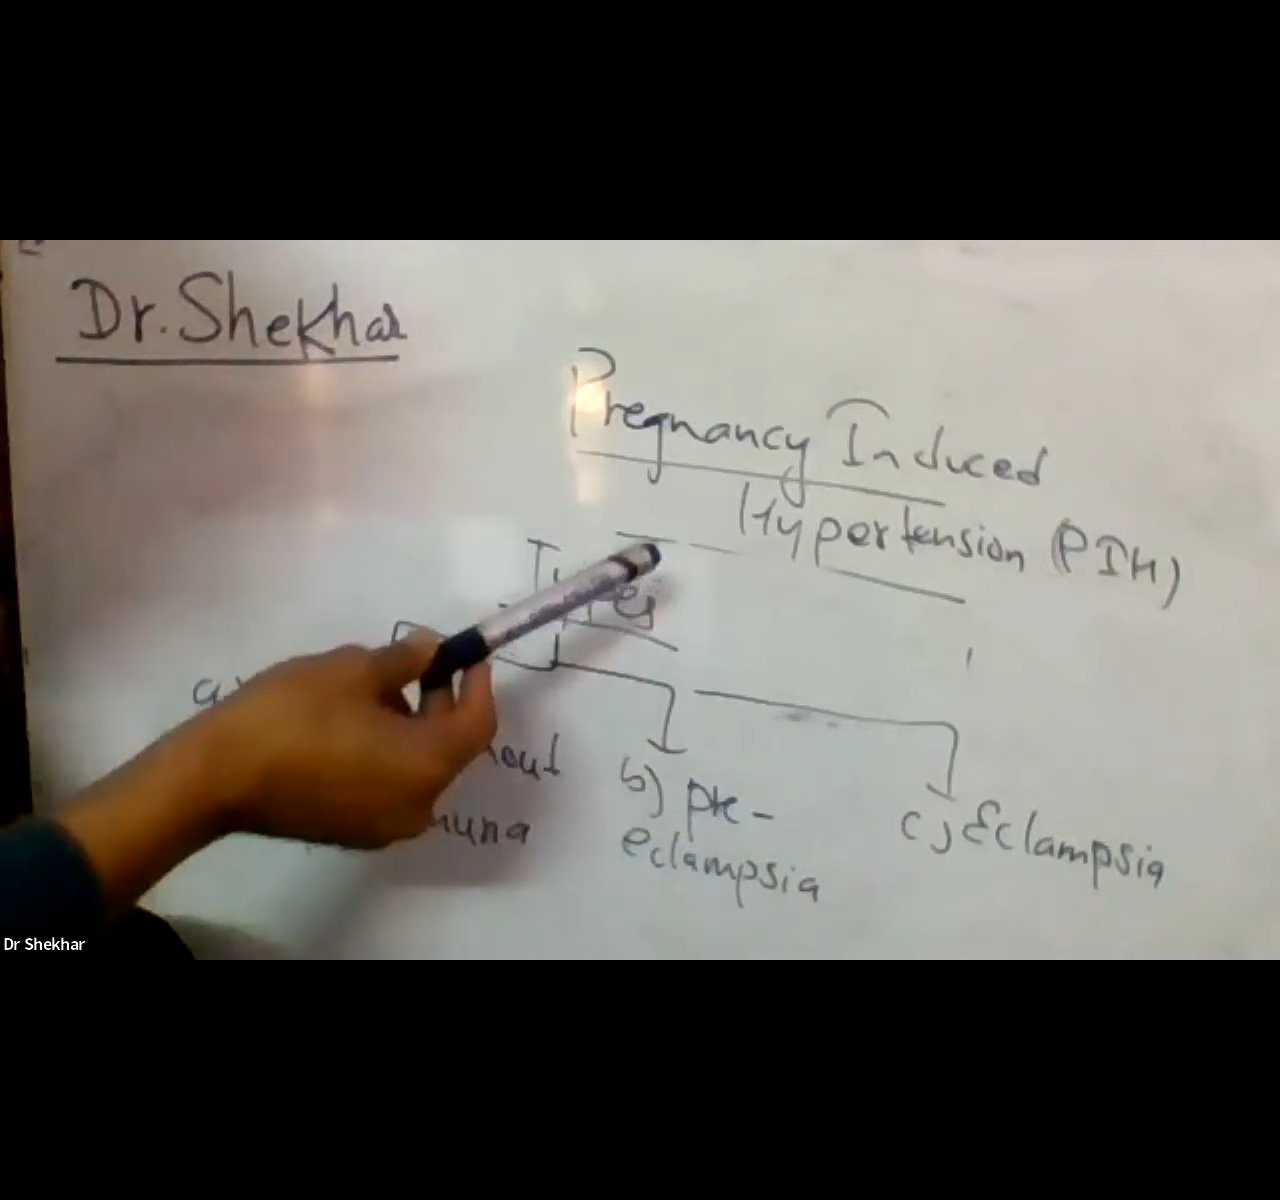 Dr. Shekhar
Pregnancy Induced
Hypertension (PIH)
b) pre-
eclampsia
c) Eclampsia
Dr Shekhar